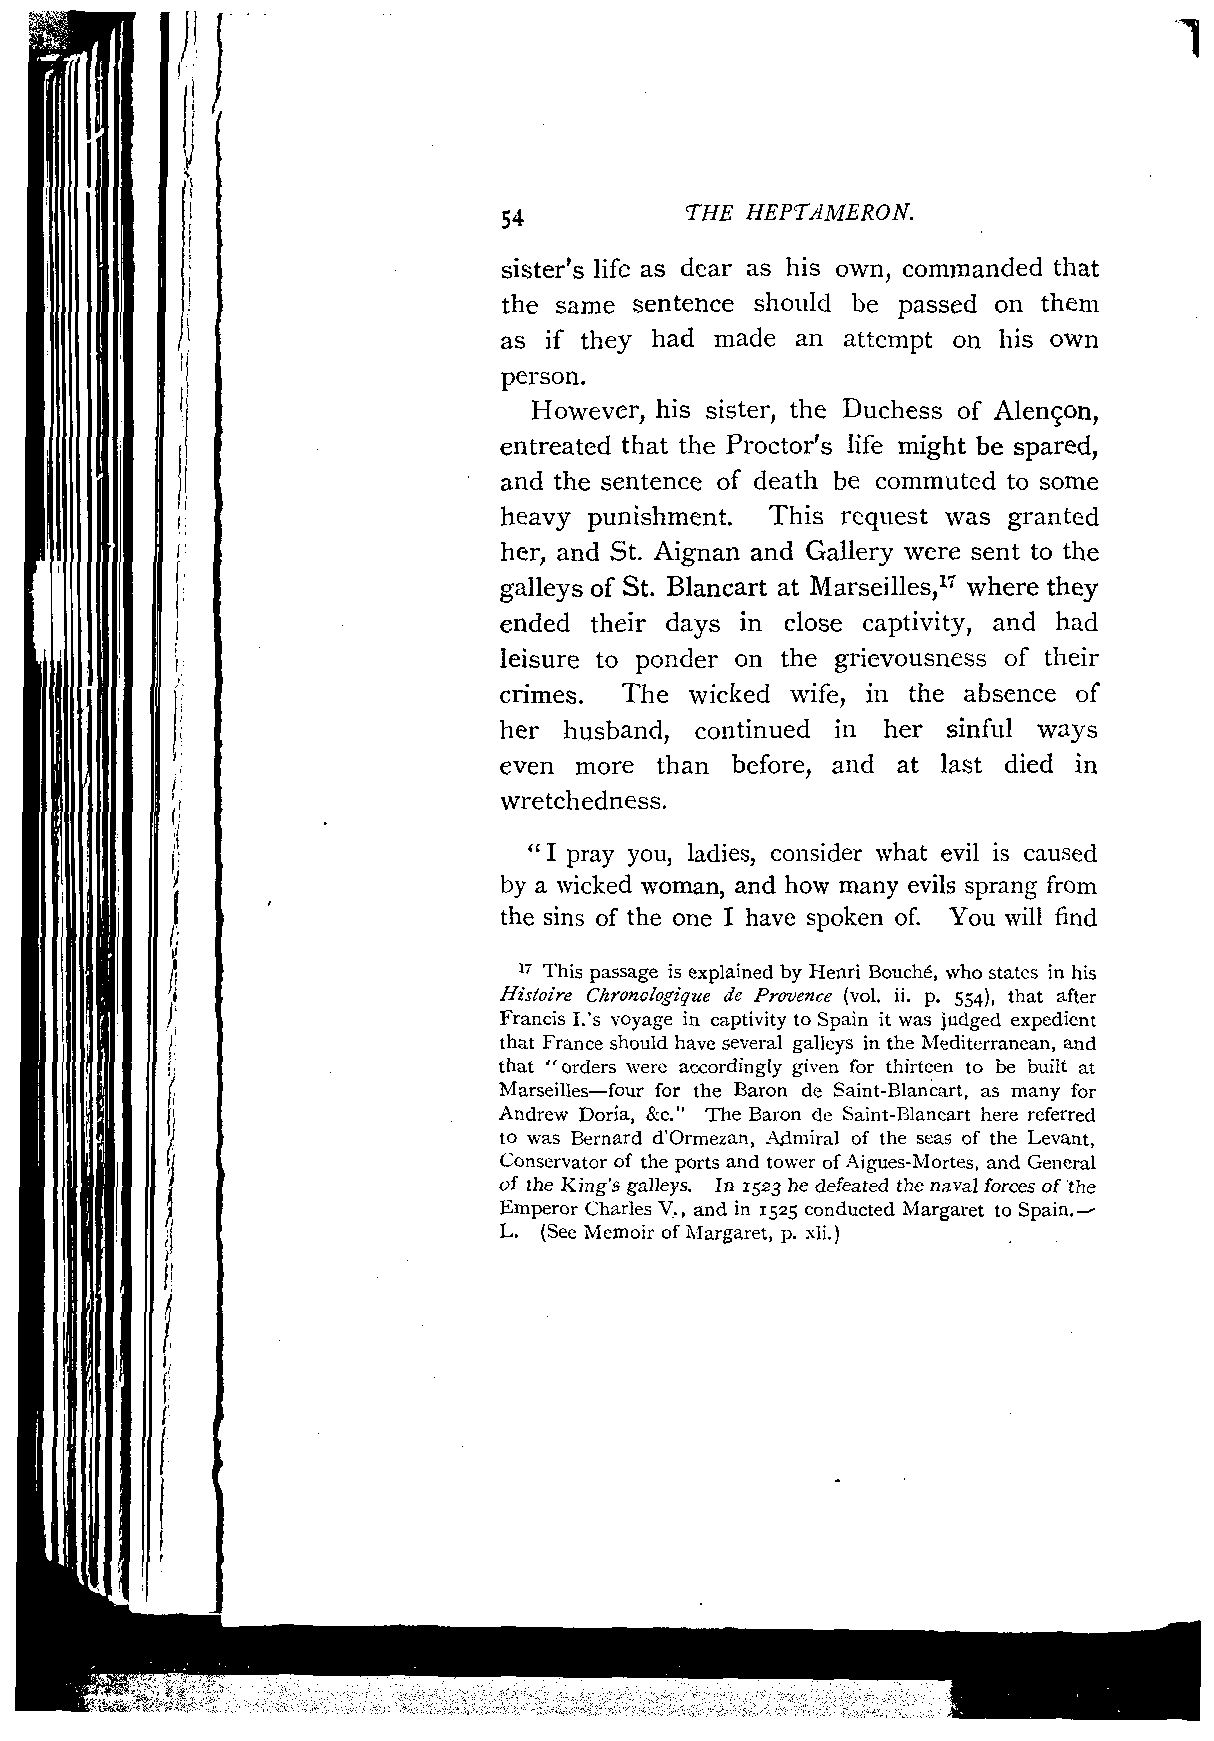 54 THE HEPTAMERON.
sister's life as dear as his own, commanded that
the same sentence should be passed on them
as if they had made an attempt on his own
person.
However, his sister, the Duchess of Alençon,
entreated that the Proctor's life might be spared,
and the sentence of death be commuted to some
heavy punishment. This request was granted
her, and St. Aignan and Gallery were sent to the
galleys of St. Blancart at Marseilles,¹⁷ where they
ended their days in close captivity, and had
leisure to ponder on the grievousness of their
crimes. The wicked wife, in the absence of
her husband, continued in her sinful ways
even more than before, and at last died in
wretchedness.
“I pray you, ladies, consider what evil is caused
by a wicked woman, and how many evils sprang from
the sins of the one I have spoken of. You will find
¹⁷ This passage is explained by Henri Bouché, who states in his
Histoire Chronologique de Provence (vol. ii. p. 554), that after
Francis I.'s voyage in captivity to Spain it was judged expedient
that France should have several galleys in the Mediterranean, and
that “orders were accordingly given for thirteen to be built at
Marseilles—four for the Baron de Saint-Blancart, as many for
Andrew Doria, &c.” The Baron de Saint-Blancart here referred
to was Bernard d'Ormezan, Admiral of the seas of the Levant,
Conservator of the ports and tower of Aigues-Mortes, and General
of the King's galleys. In 1523 he defeated the naval forces of the
Emperor Charles V., and in 1525 conducted Margaret to Spain.—
L. (See Memoir of Margaret, p. xli.)